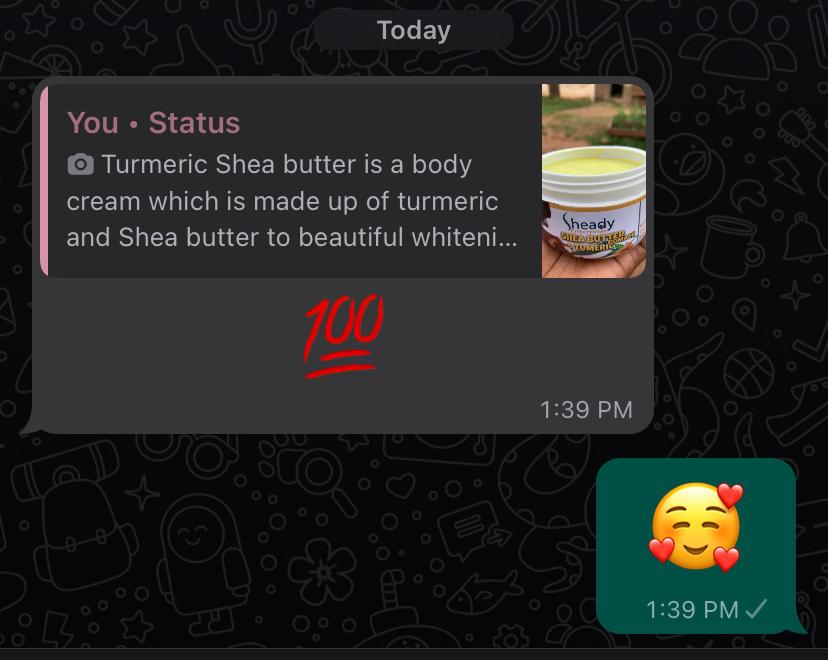 Today
You • Status
Turmeric Shea butter is a body
cream which is made up of turmeric
and Shea butter to beautiful whiteni...
Sheady
SHEA BUTTER
TUMERIC
💯
1:39 PM
🥰
1:39 PM